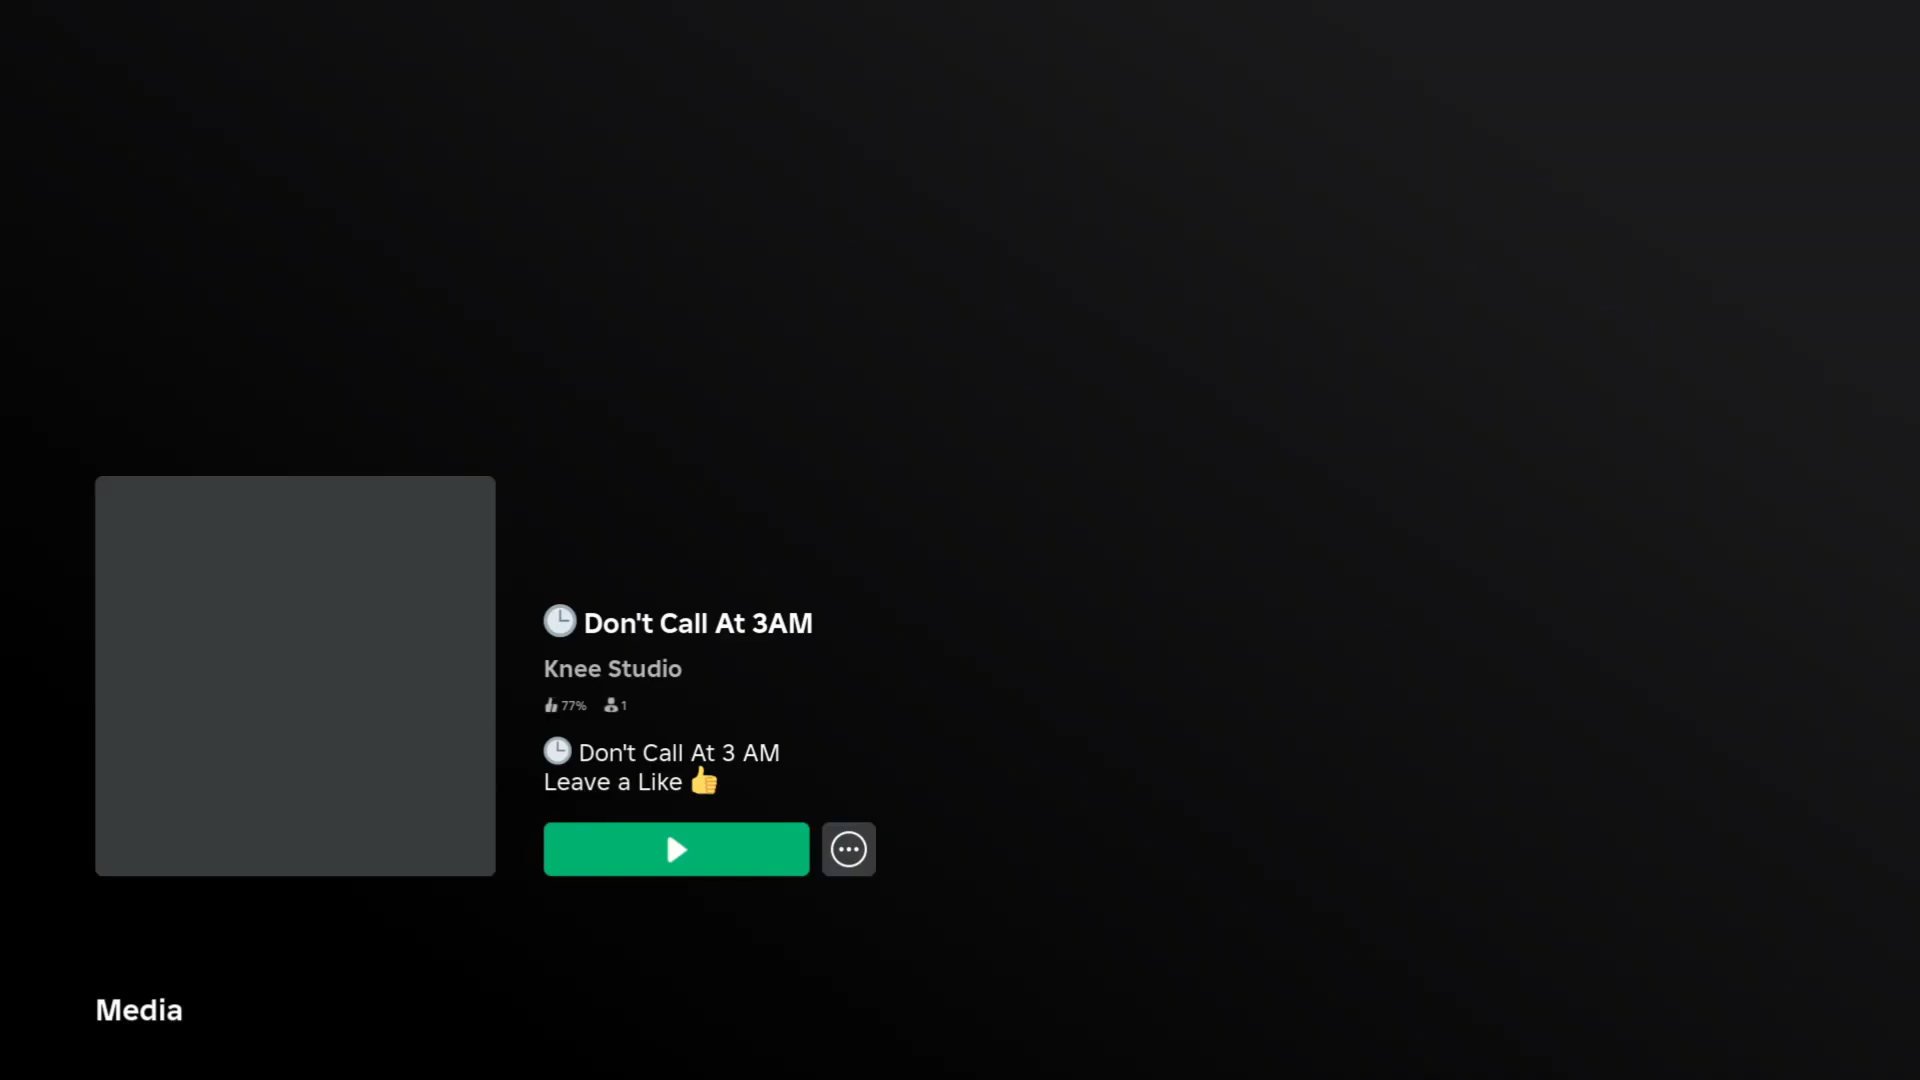 🕒 Don't Call At 3AM
Knee Studio
77% 1
🕒 Don't Call At 3 AM
Leave a Like 👍
Media